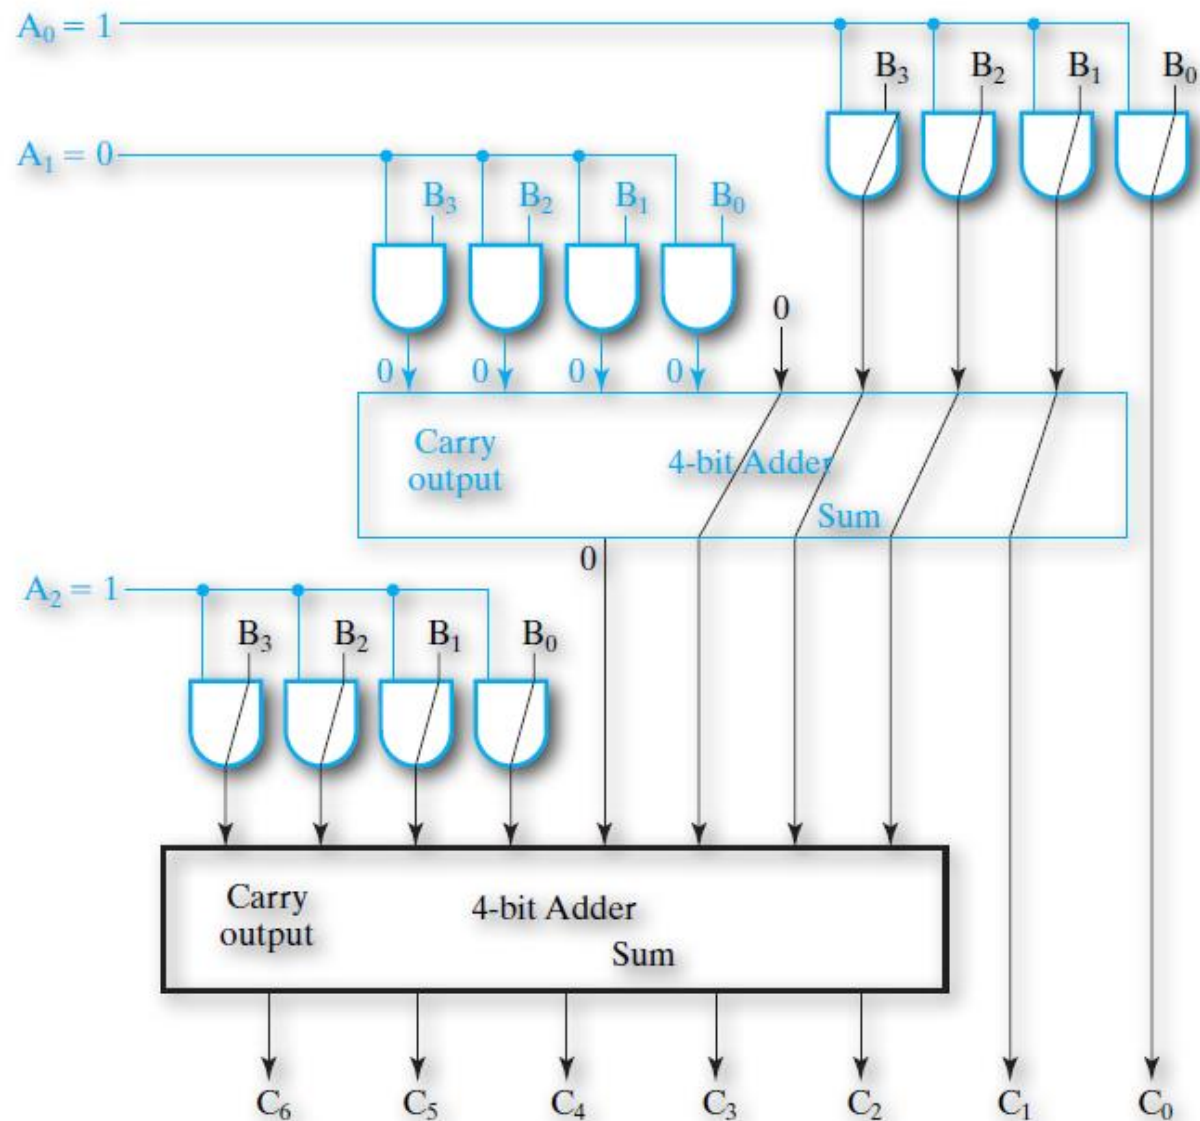 A₀ = 1
B₃ B₂ B₁ B₀
A₁ = 0
B₃ B₂ B₁ B₀
0
0 0 0 0
Carry
output
4-bit Adder
Sum
0
A₂ = 1
B₃ B₂ B₁ B₀
Carry
output
4-bit Adder
Sum
C₆ C₅ C₄ C₃ C₂ C₁ C₀